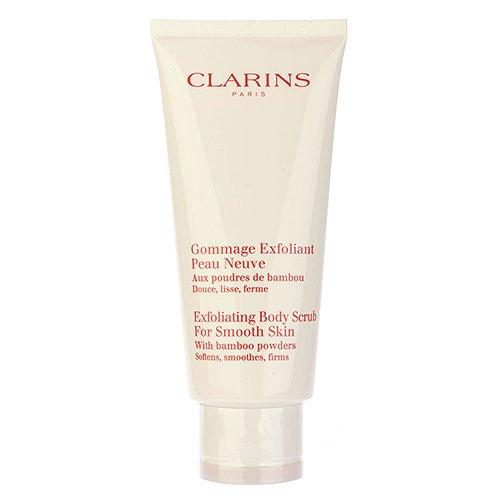 CLARINS
PARIS
Gommage Exfoliant
Peau Neuve
Aux poudres de bambou
Douce, lisse, ferme
Exfoliating Body Scrub
For Smooth Skin
With bamboo powders
Softens, smoothes, firms